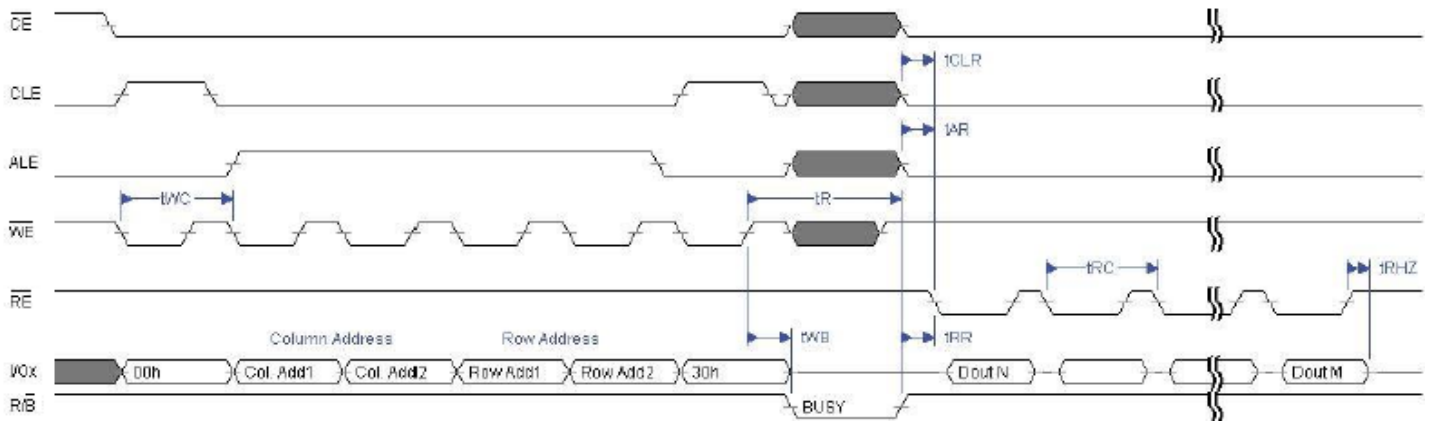 CE
tCLR
CLE
tAR
ALE
tWC
tR
WE
tRC
tRHZ
RE
Column Address Row Address
tWB
tRR
I/Ox
00h Col. Add1 Col. Add2 Row Add1 Row Add2 30h Dout N Dout M
R/B
BUSY